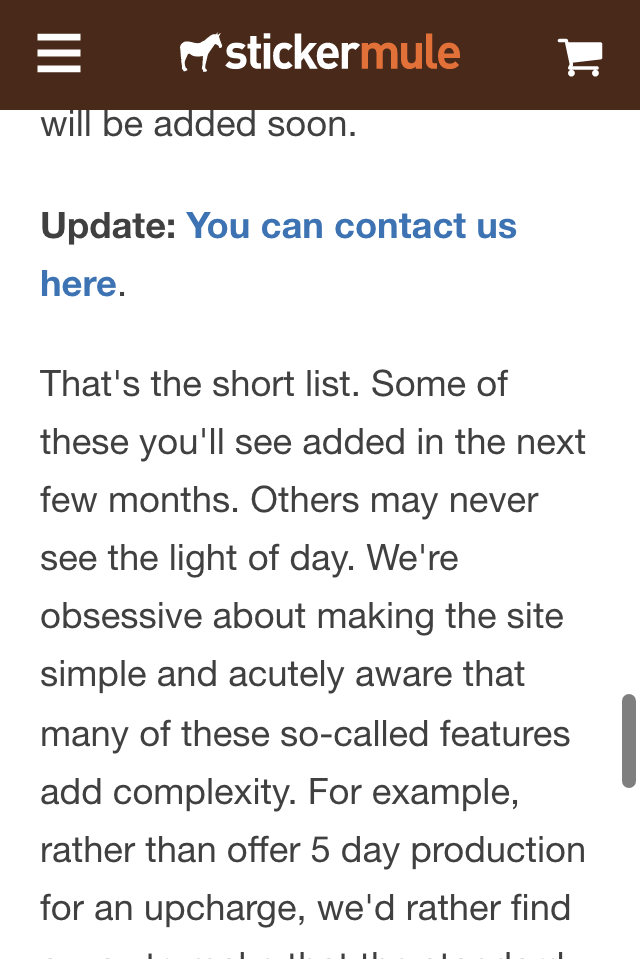 stickermule
will be added soon.
Update: You can contact us
here.
That's the short list. Some of
these you'll see added in the next
few months. Others may never
see the light of day. We're
obsessive about making the site
simple and acutely aware that
many of these so-called features
add complexity. For example,
rather than offer 5 day production
for an upcharge, we'd rather find